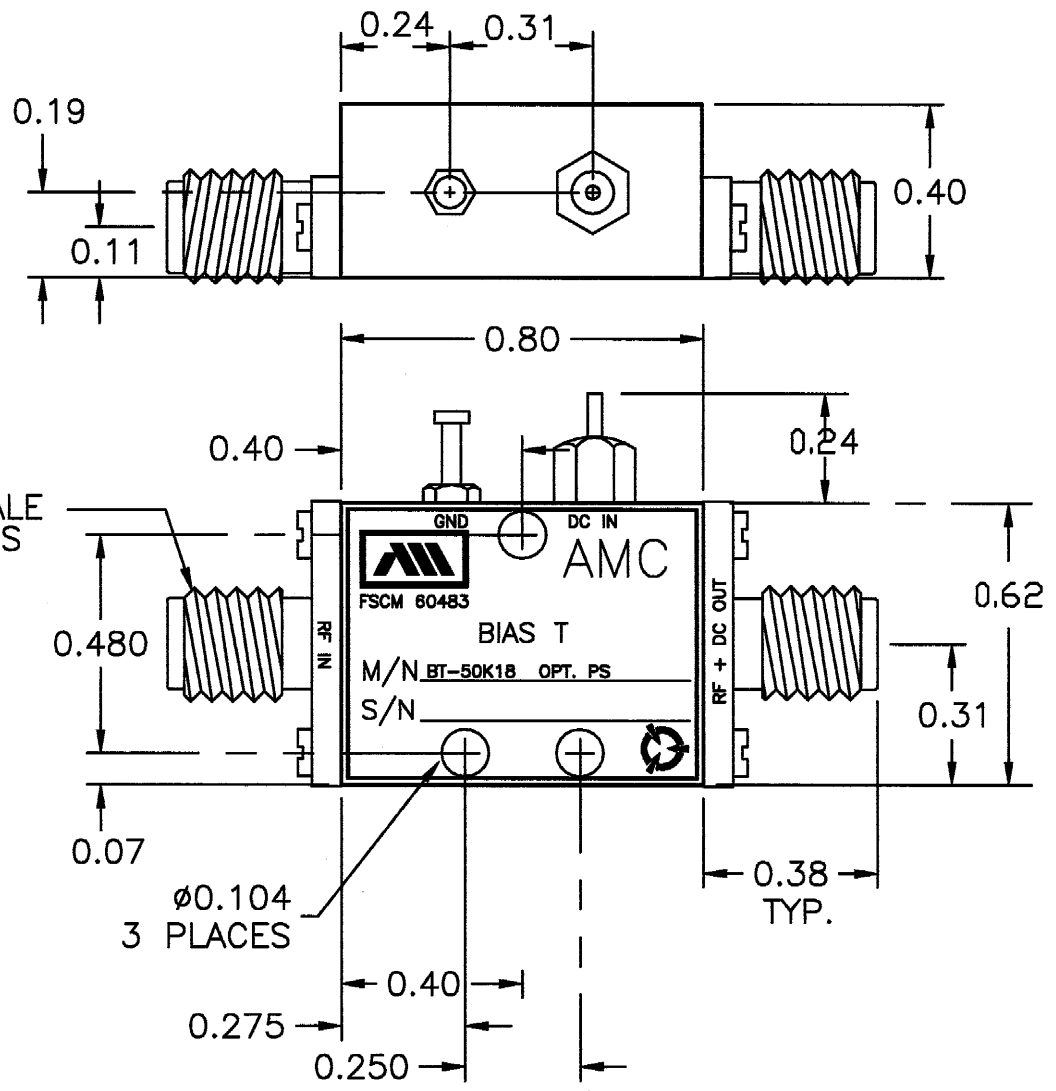 0.24
0.31
0.19
0.40
0.11
0.80
0.40
0.24
ALE
S
GND
DC IN
AMC
FSCM 60483
0.62
0.480
RF IN
BIAS T
RF + DC OUT
M/N BT-50K18 OPT. PS
S/N
0.31
0.07
0.38
TYP.
ø0.104
3 PLACES
0.40
0.275
0.250